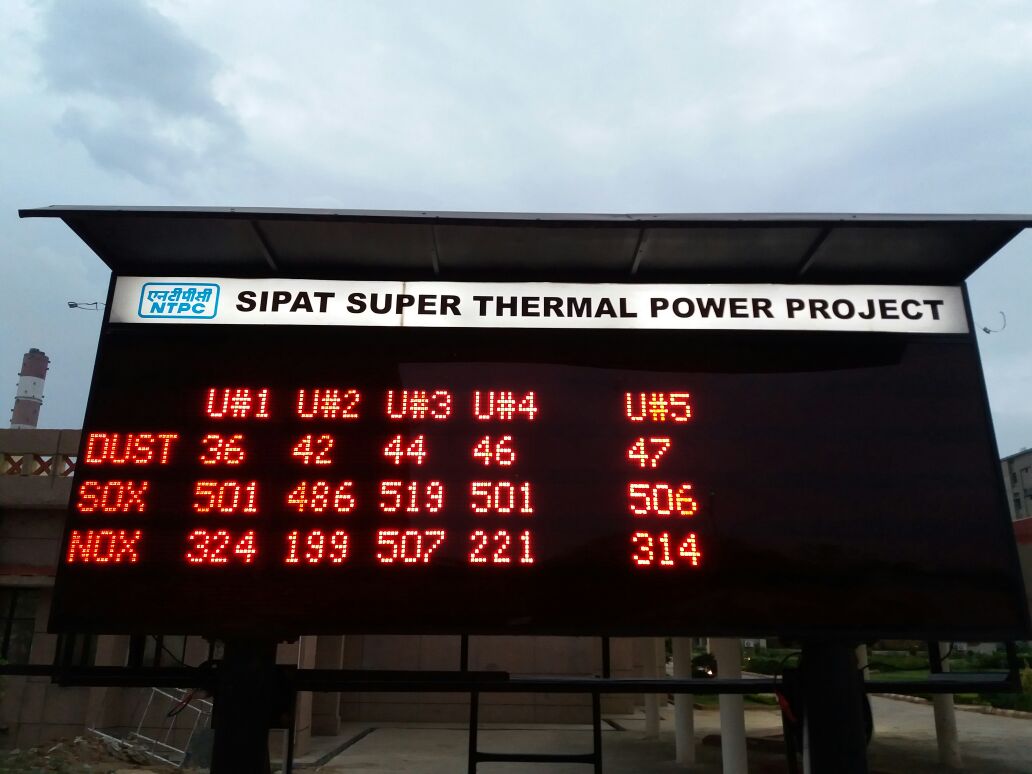 एनटीपीसी
NTPC
SIPAT SUPER THERMAL POWER PROJECT
U#1 U#2 U#3 U#4 U#5
DUST 36 42 44 46 47
SOX 501 486 519 501 506
NOX 324 199 507 221 314